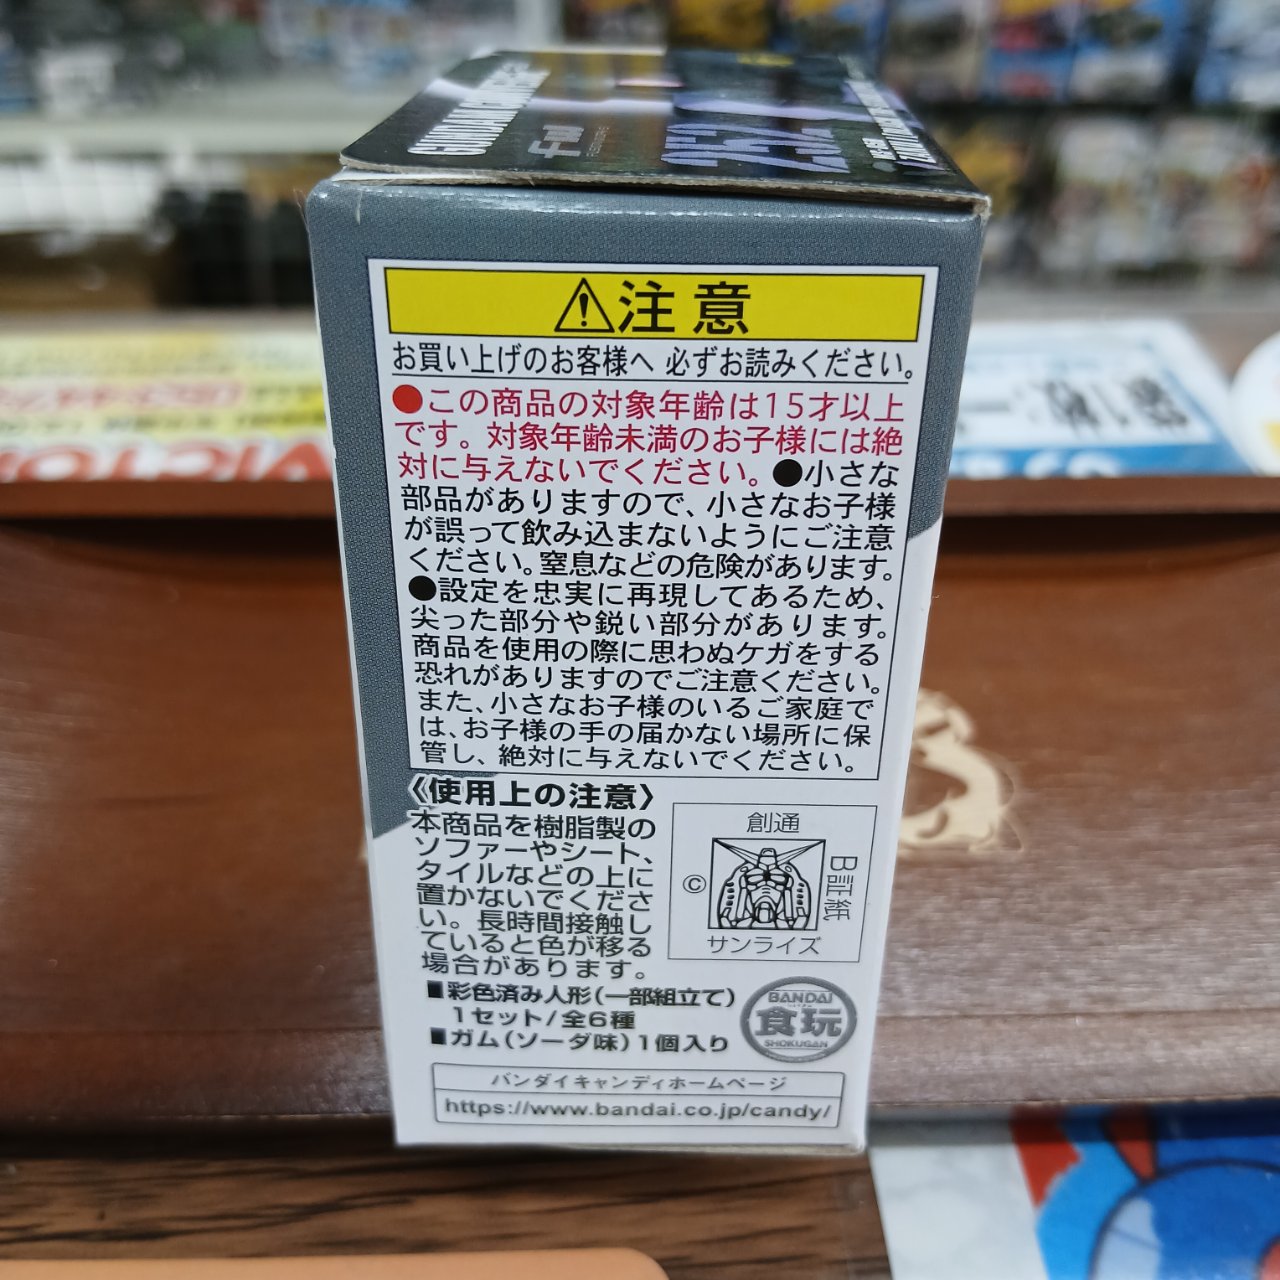 fw
⚠注意
お買い上げのお客様へ 必ずお読みください。
●この商品の対象年齢は15才以上
です。対象年齢未満のお子様には絶
対に与えないでください。●小さな
部品がありますので、小さなお子様
が誤って飲み込まないようにご注意
ください。窒息などの危険があります。
●設定を忠実に再現してあるため、
尖った部分や鋭い部分があります。
商品を使用の際に思わぬケガをする
恐れがありますのでご注意ください。
また、小さなお子様のいるご家庭で
は、お子様の手の届かない場所に保
管し、絶対に与えないでください。
〈使用上の注意〉
本商品を樹脂製の
ソファーやシート、
タイルなどの上に
置かないでくださ
い。長時間接触し
ていると色が移る
場合があります。
創通
©
B証紙
サンライズ
■彩色済み人形(一部組立て)
1セット/全6種
■ガム(ソーダ味)1個入り
BANDAI
食玩
SHOKUGAN
バンダイキャンディホームページ
https://www.bandai.co.jp/candy/